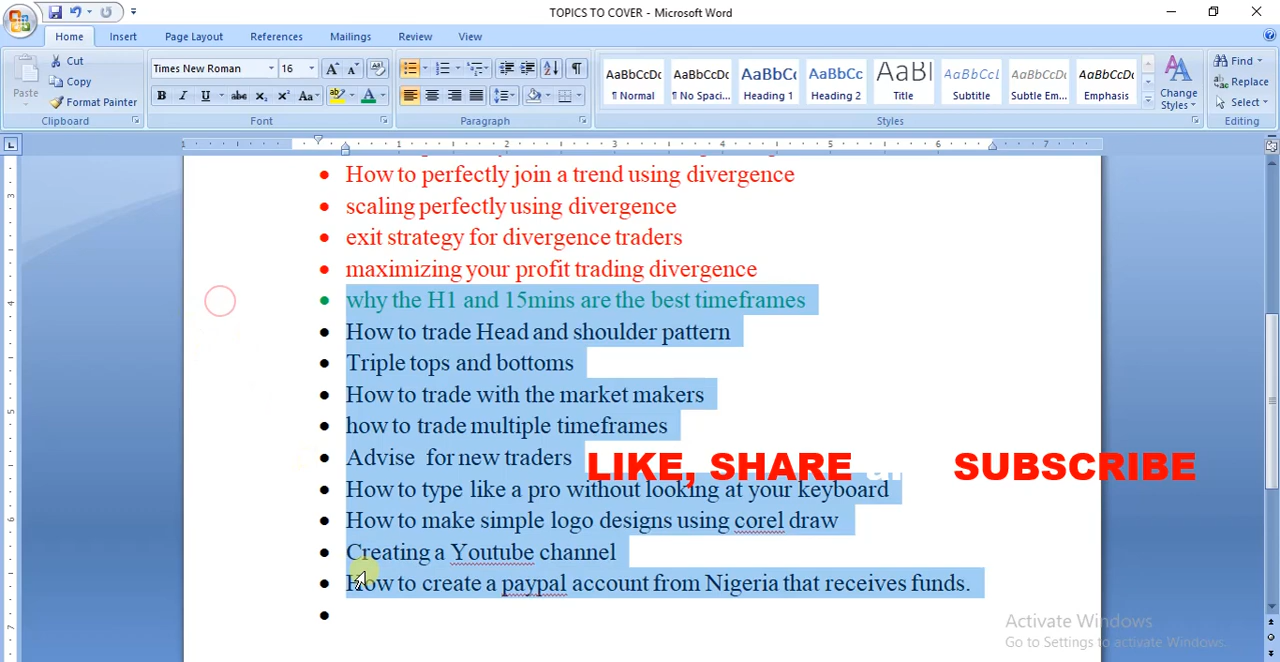 TOPICS TO COVER - Microsoft Word
Home Insert Page Layout References Mailings Review View
Paste
Cut
Copy
Format Painter
Clipboard
Times New Roman 16
Font
Paragraph
AaBbCcDc AaBbCcDc AaBbCc AaBbCc AaBl AaBbCcL AaBbCcDc AaBbCcDc
¶ Normal ¶ No Spaci... Heading 1 Heading 2 Title Subtitle Subtle Em... Emphasis
Change Styles
Styles
Find
Replace
Select
Editing
1 1 2 3 4 5 6 7
How to perfectly join a trend using divergence
scaling perfectly using divergence
exit strategy for divergence traders
maximizing your profit trading divergence
why the H1 and 15mins are the best timeframes
How to trade Head and shoulder pattern
Triple tops and bottoms
How to trade with the market makers
how to trade multiple timeframes
Advise for new traders
LIKE, SHARE SUBSCRIBE
How to type like a pro without looking at your keyboard
How to make simple logo designs using corel draw
Creating a Youtube channel
How to create a paypal account from Nigeria that receives funds.
Activate Windows
Go to Settings to activate Windows.